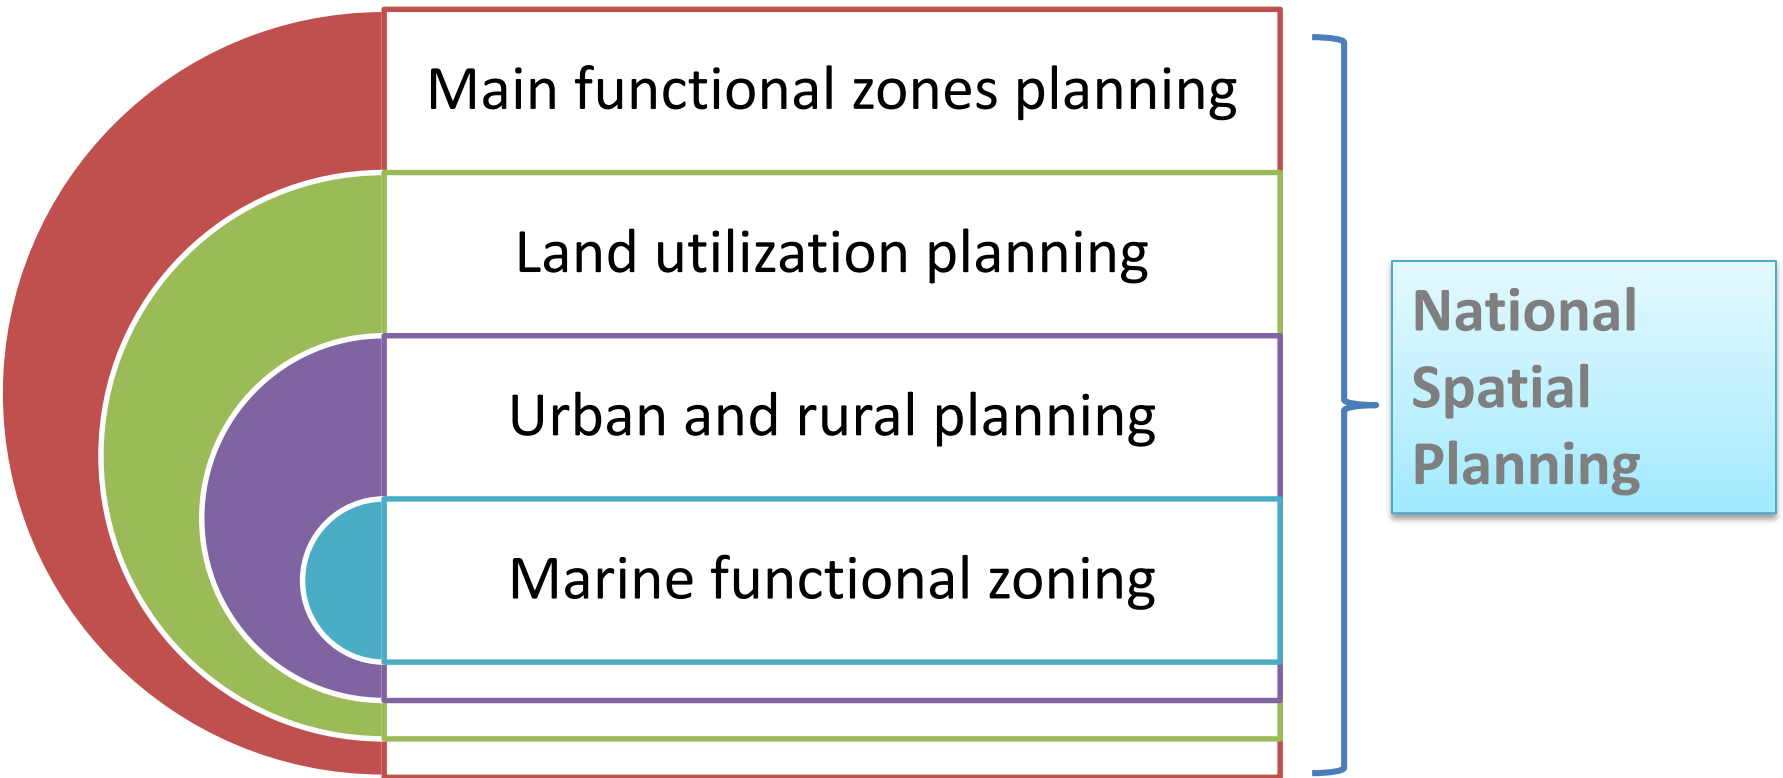 Main functional zones planning
Land utilization planning
Urban and rural planning
Marine functional zoning
National
Spatial
Planning